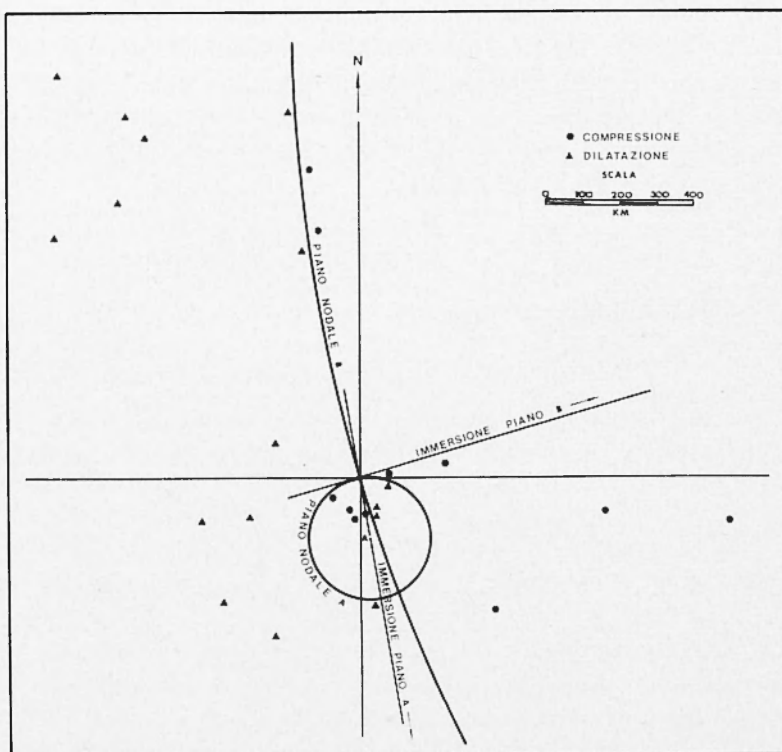 N
COMPRESSIONE
DILATAZIONE
SCALA
0 100 200 300 400
KM
PIANO NODALE B
IMMERSIONE PIANO B
PIANO NODALE A
IMMERSIONE PIANO A